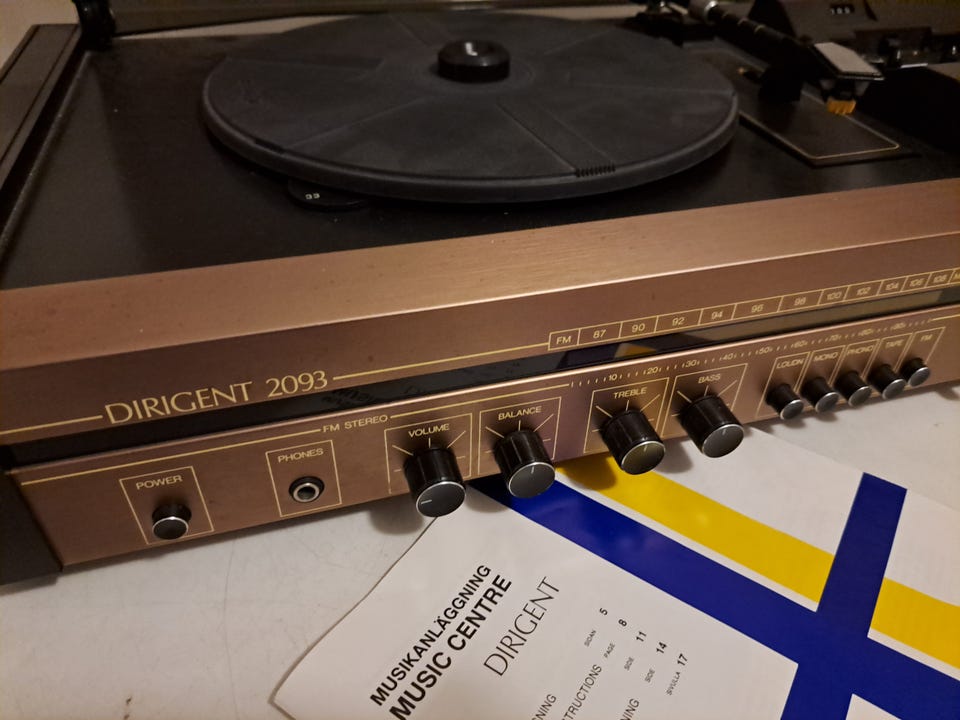 33
FM 87 90 92 94 96 98 100 102 104 106 108
DIRIGENT 2093
FM STEREO
10 20 30 40 50 60 70 80 90
POWER
PHONES
VOLUME
BALANCE
TREBLE
BASS
LOUDN
MONO
PHONO
TAPE
FM
MUSIKANLÄGGNING
MUSIC CENTRE
DIRIGENT
SIDAN 5
PAGE 8
SIDE 11
SIDE 14
SIVULLA 17